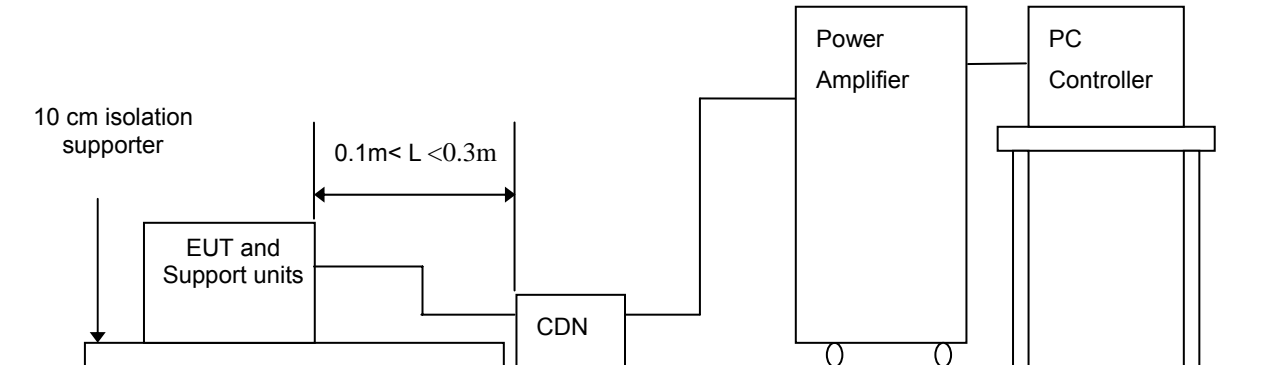 Power
Amplifier
PC
Controller
10 cm isolation
supporter
0.1m< L <0.3m
EUT and
Support units
CDN